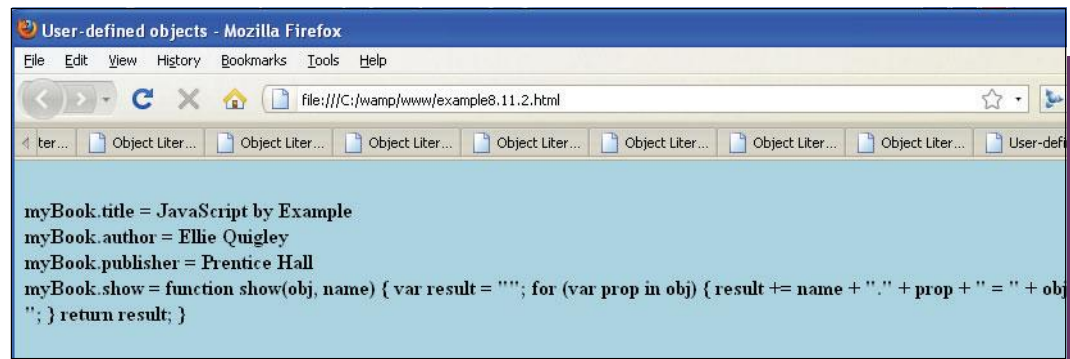 User-defined objects - Mozilla Firefox
File Edit View History Bookmarks Tools Help
file:///C:/wamp/www/example8.11.2.html
ter... Object Liter... Object Liter... Object Liter... Object Liter... Object Liter... Object Liter... Object Liter... User-defi
myBook.title = JavaScript by Example
myBook.author = Ellie Quigley
myBook.publisher = Prentice Hall
myBook.show = function show(obj, name) { var result = ""; for (var prop in obj) { result += name + "." + prop + " = " + obj
"; } return result; }